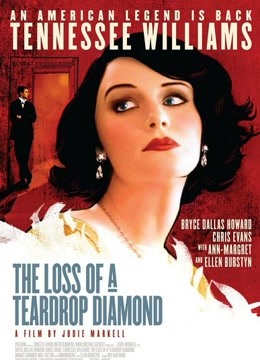 AN AMERICAN LEGEND IS BACK
TENNESSEE WILLIAMS
BRYCE DALLAS HOWARD
CHRIS EVANS
WITH ANN-MARGRET
AND ELLEN BURSTYN
THE LOSS OF A
TEARDROP DIAMOND
A FILM BY JODIE MARKELL